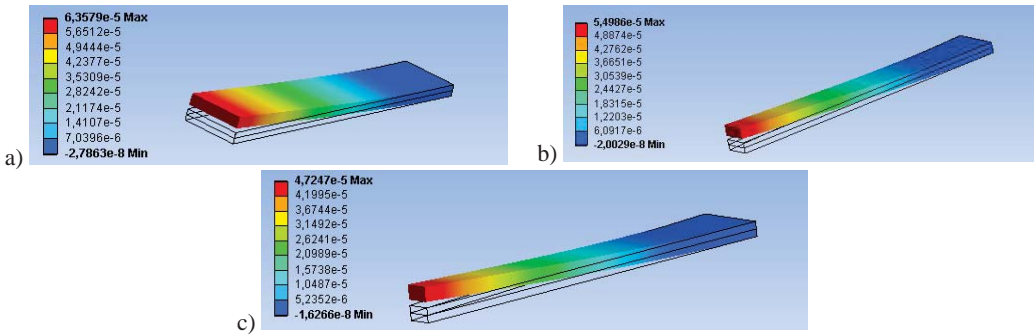 6,3579e-5 Max
5,6512e-5
4,9444e-5
4,2377e-5
3,5309e-5
2,8242e-5
2,1174e-5
1,4107e-5
7,0396e-6
-2,7863e-8 Min
a)
5,4986e-5 Max
4,8874e-5
4,2762e-5
3,6651e-5
3,0539e-5
2,4427e-5
1,8315e-5
1,2203e-5
6,0917e-6
-2,0029e-8 Min
b)
4,7247e-5 Max
4,1995e-5
3,6744e-5
3,1492e-5
2,6241e-5
2,0989e-5
1,5738e-5
1,0487e-5
5,2352e-6
-1,6266e-8 Min
c)